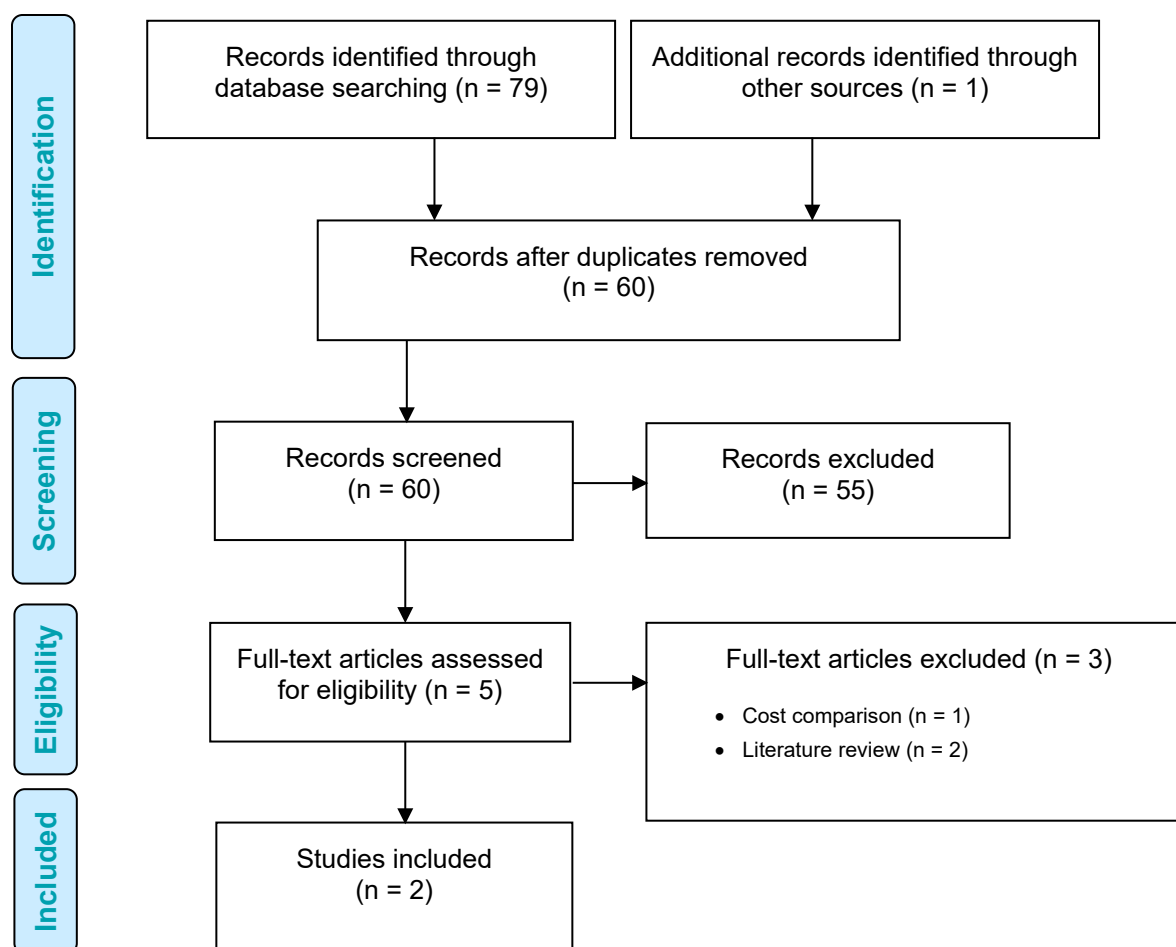 Identification
Records identified through
database searching (n = 79)
Additional records identified through
other sources (n = 1)
Records after duplicates removed
(n = 60)
Screening
Records screened
(n = 60)
Records excluded
(n = 55)
Eligibility
Full-text articles assessed
for eligibility (n = 5)
Full-text articles excluded (n = 3)
• Cost comparison (n = 1)
• Literature review (n = 2)
Included
Studies included
(n = 2)